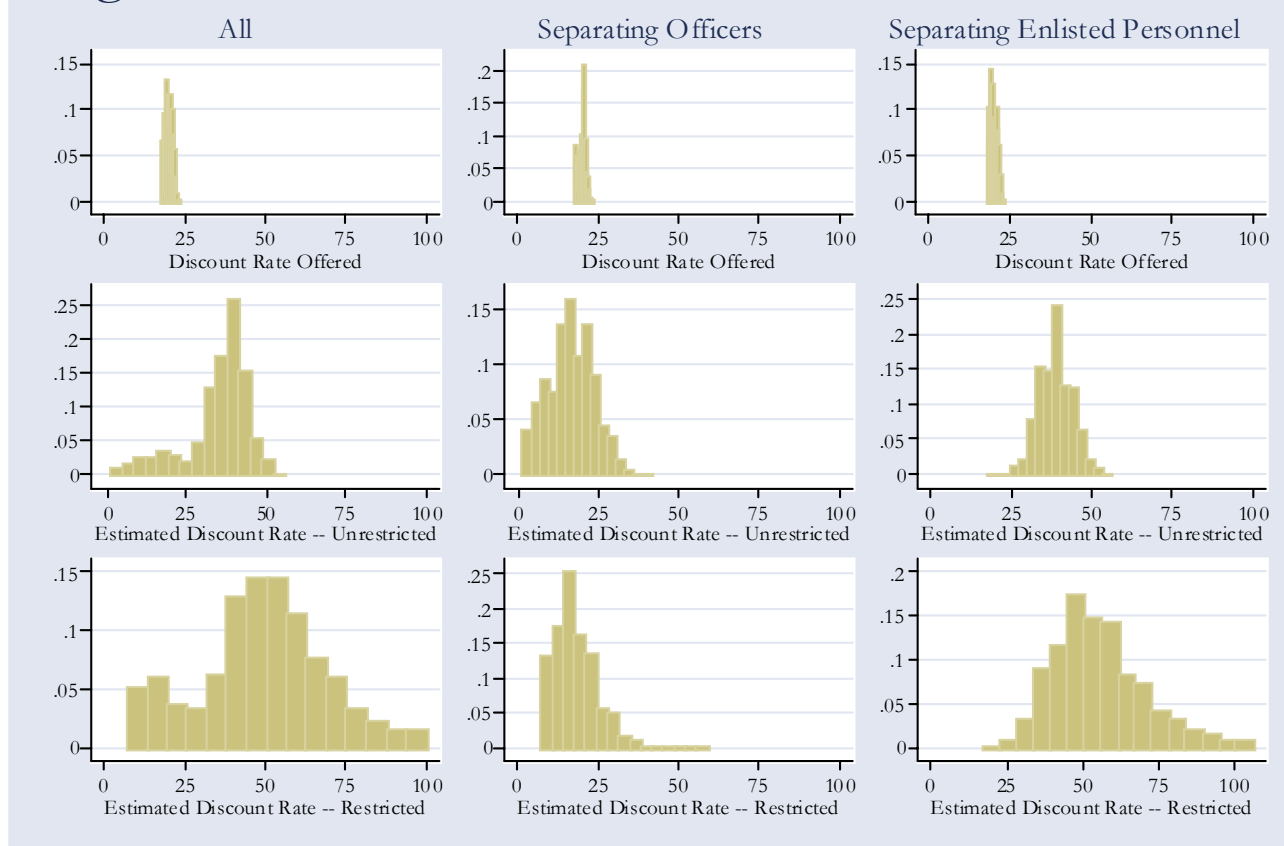 All Separating Officers Separating Enlisted Personnel
.15 .1 .05 0
0 25 50 75 100
Discount Rate Offered
.2 .15 .1 .05 0
0 25 50 75 100
Discount Rate Offered
.15 .1 .05 0
0 25 50 75 100
Discount Rate Offered
.25 .2 .15 .1 .05 0
0 25 50 75 100
Estimated Discount Rate -- Unrestricted
.15 .1 .05 0
0 25 50 75 100
Estimated Discount Rate -- Unrestricted
.25 .2 .15 .1 .05 0
0 25 50 75 100
Estimated Discount Rate -- Unrestricted
.15 .1 .05 0
0 25 50 75 100
Estimated Discount Rate -- Restricted
.25 .2 .15 .1 .05 0
0 25 50 75 100
Estimated Discount Rate -- Restricted
.2 .15 .1 .05 0
0 25 50 75 100
Estimated Discount Rate -- Restricted